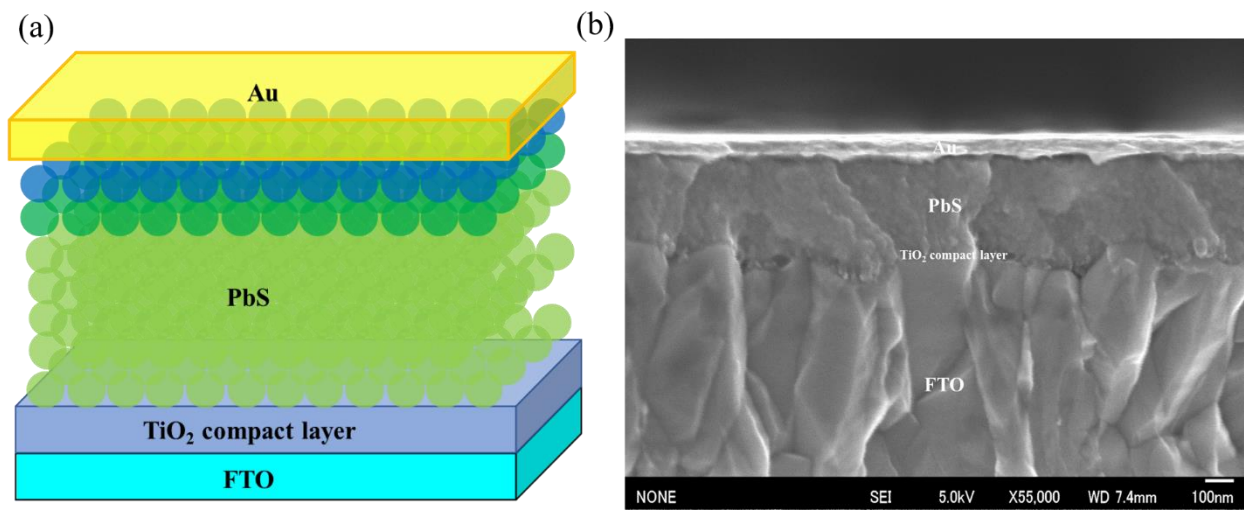 (a)
Au
PbS
TiO₂ compact layer
FTO
(b)
Au
PbS
TiO₂ compact layer
FTO
NONE SEI 5.0kV X55,000 WD 7.4mm 100nm